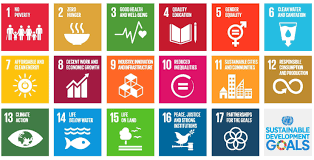 1 NO
POVERTY
2 ZERO
HUNGER
3 GOOD HEALTH
AND WELL-BEING
4 QUALITY
EDUCATION
5 GENDER
EQUALITY
6 CLEAN WATER
AND SANITATION
7 AFFORDABLE AND
CLEAN ENERGY
8 DECENT WORK AND
ECONOMIC GROWTH
9 INDUSTRY, INNOVATION
AND INFRASTRUCTURE
10 REDUCED
INEQUALITIES
11 SUSTAINABLE CITIES
AND COMMUNITIES
12 RESPONSIBLE
CONSUMPTION
AND PRODUCTION
13 CLIMATE
ACTION
14 LIFE
BELOW WATER
15 LIFE
ON LAND
16 PEACE, JUSTICE
AND STRONG
INSTITUTIONS
17 PARTNERSHIPS
FOR THE GOALS
SUSTAINABLE
DEVELOPMENT
GOALS